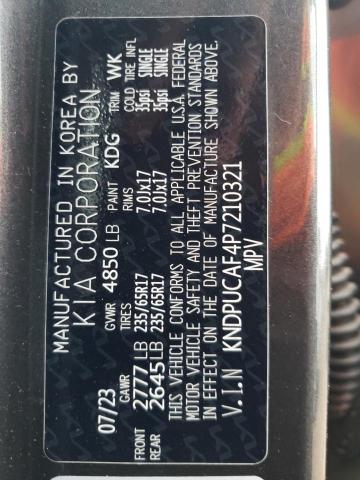 MANUFACTURED IN KOREA BY
KIA CORPORATION
07/23 GVWR 4850 LB PAINT KDG TRIM WK
GAWR TIRES RIMS COLD TIRE INFL
FRONT 2777 LB 235/65R17 7.0Jx17 35psi SINGLE
REAR 2645 LB 235/65R17 7.0Jx17 35psi SINGLE
THIS VEHICLE CONFORMS TO ALL APPLICABLE U.S.A. FEDERAL
MOTOR VEHICLE SAFETY AND THEFT PREVENTION STANDARDS
IN EFFECT ON THE DATE OF MANUFACTURE SHOWN ABOVE.
V.I.N KNDPUCAF4P7210321
MPV